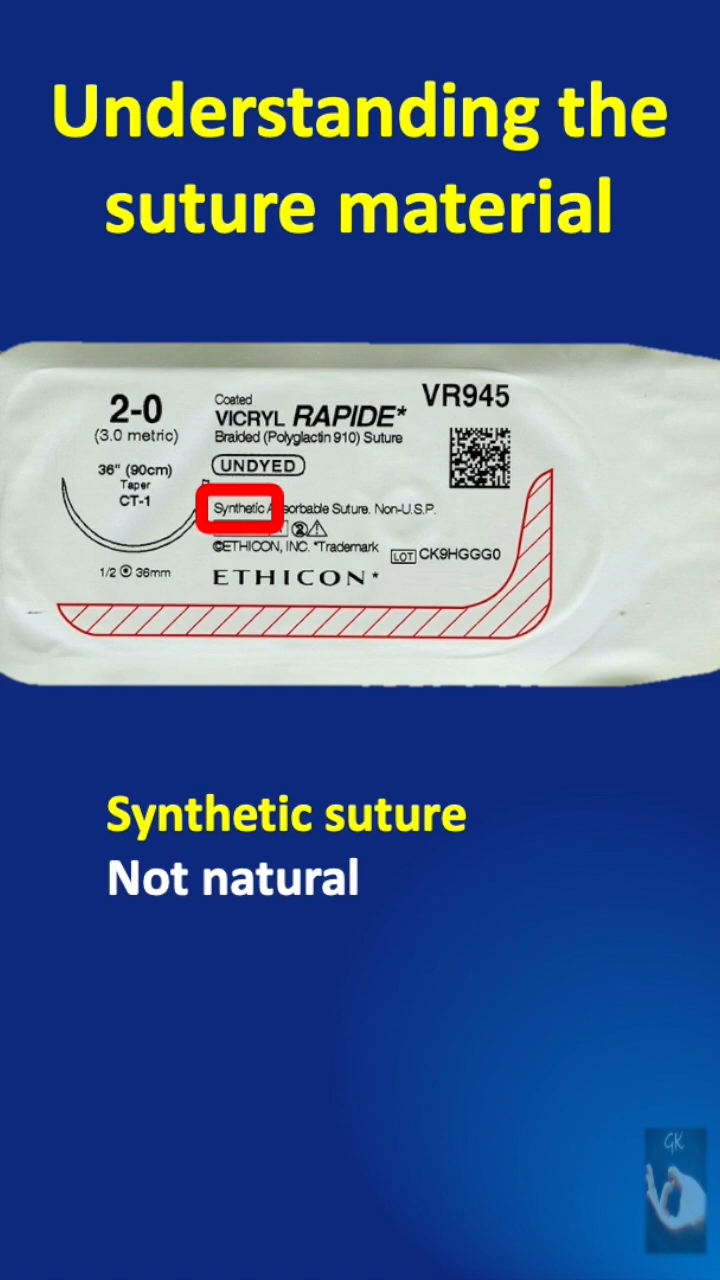 Understanding the
suture material
2-0
(3.0 metric)
36" (90cm)
Taper
CT-1
1/2 36mm
Coated
VICRYL RAPIDE*
Braided (Polyglactin 910) Suture
UNDYED
Synthetic Absorbable Suture. Non-U.S.P.
©ETHICON, INC. *Trademark
ETHICON*
VR945
LOT CK9HGGG0
Synthetic suture
Not natural
GK